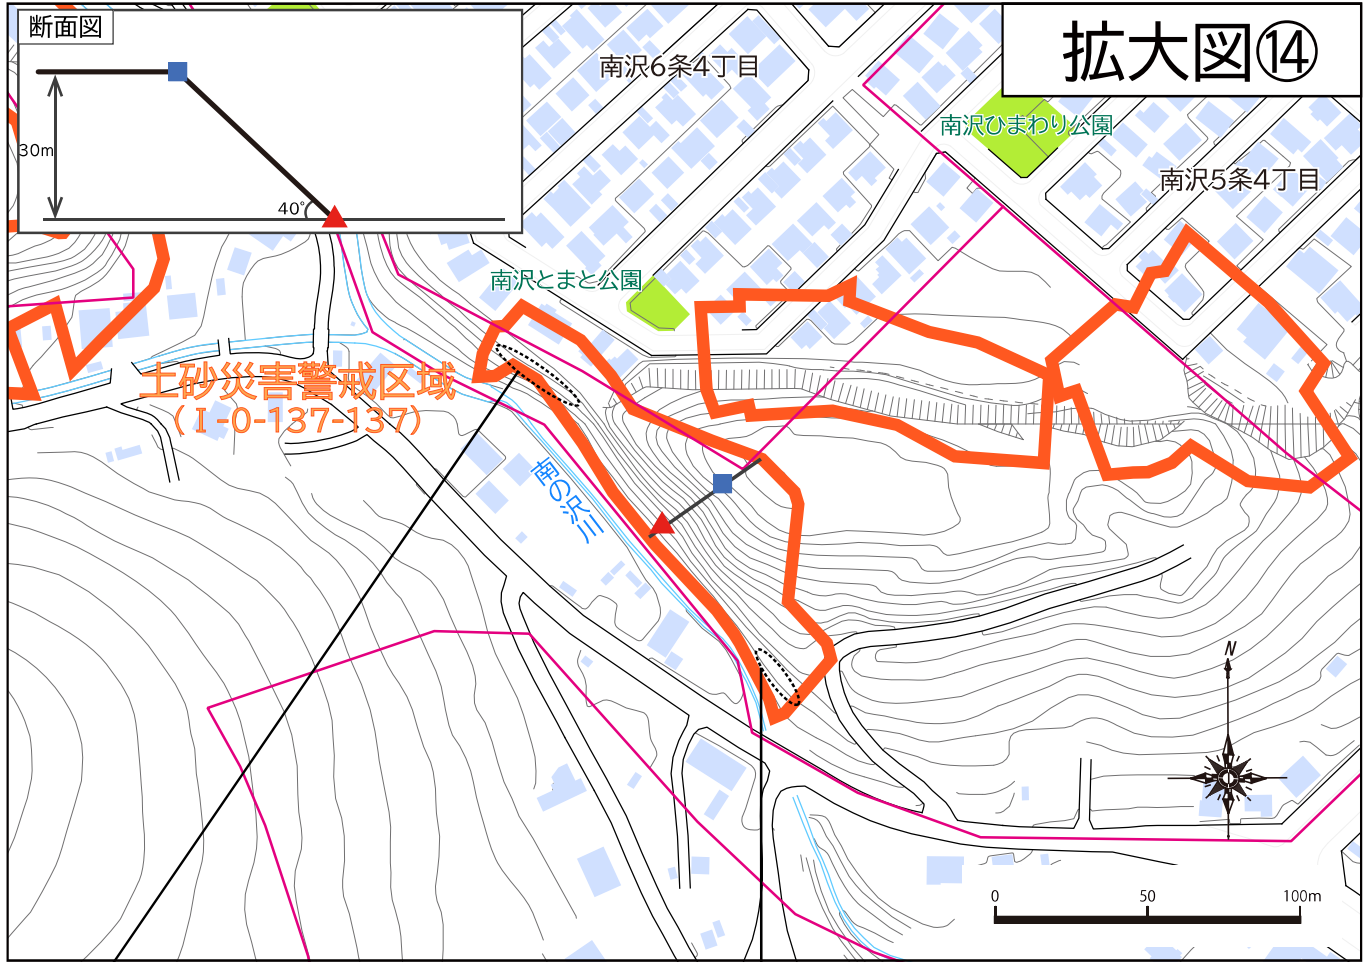 断面図
30m
40°
拡大図⑭
南沢6条4丁目
南沢ひまわり公園
南沢5条4丁目
南沢とまと公園
土砂災害警戒区域
(Ⅰ-0-137-137)
南の沢川
N
0 50 100m